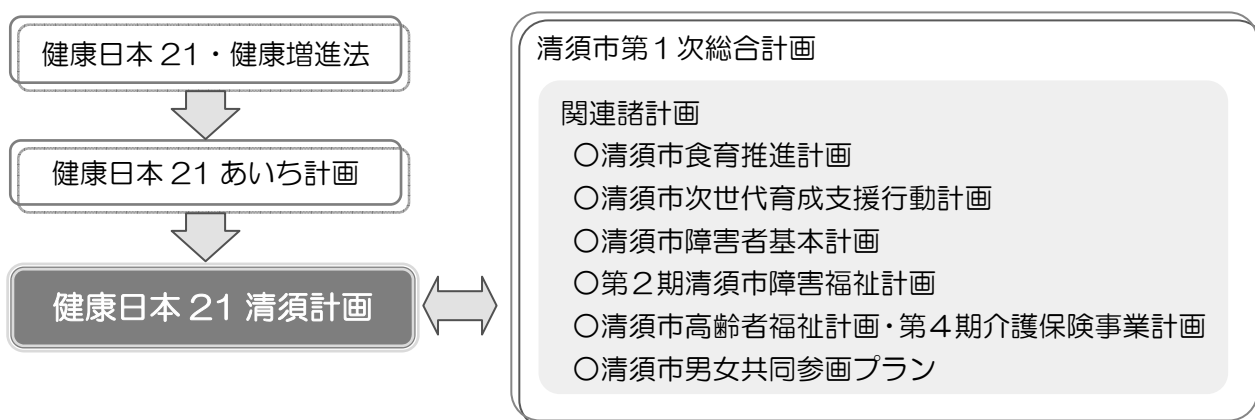 健康日本21・健康増進法
健康日本21 あいち計画
健康日本21 清須計画
清須市第1次総合計画
関連諸計画
○清須市食育推進計画
○清須市次世代育成支援行動計画
○清須市障害者基本計画
○第2期清須市障害福祉計画
○清須市高齢者福祉計画・第4期介護保険事業計画
○清須市男女共同参画プラン